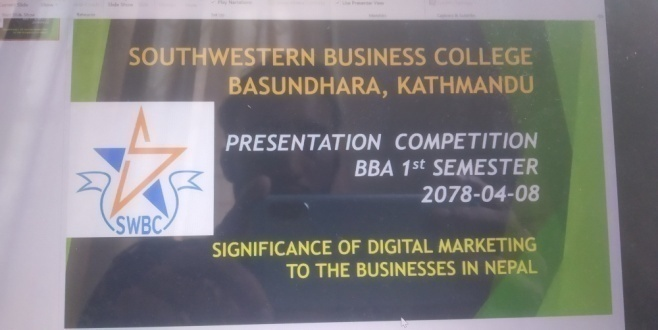 SOUTHWESTERN BUSINESS COLLEGE
BASUNDHARA, KATHMANDU
PRESENTATION COMPETITION
BBA 1st SEMESTER
2078-04-08
SWBC
SIGNIFICANCE OF DIGITAL MARKETING
TO THE BUSINESSES IN NEPAL